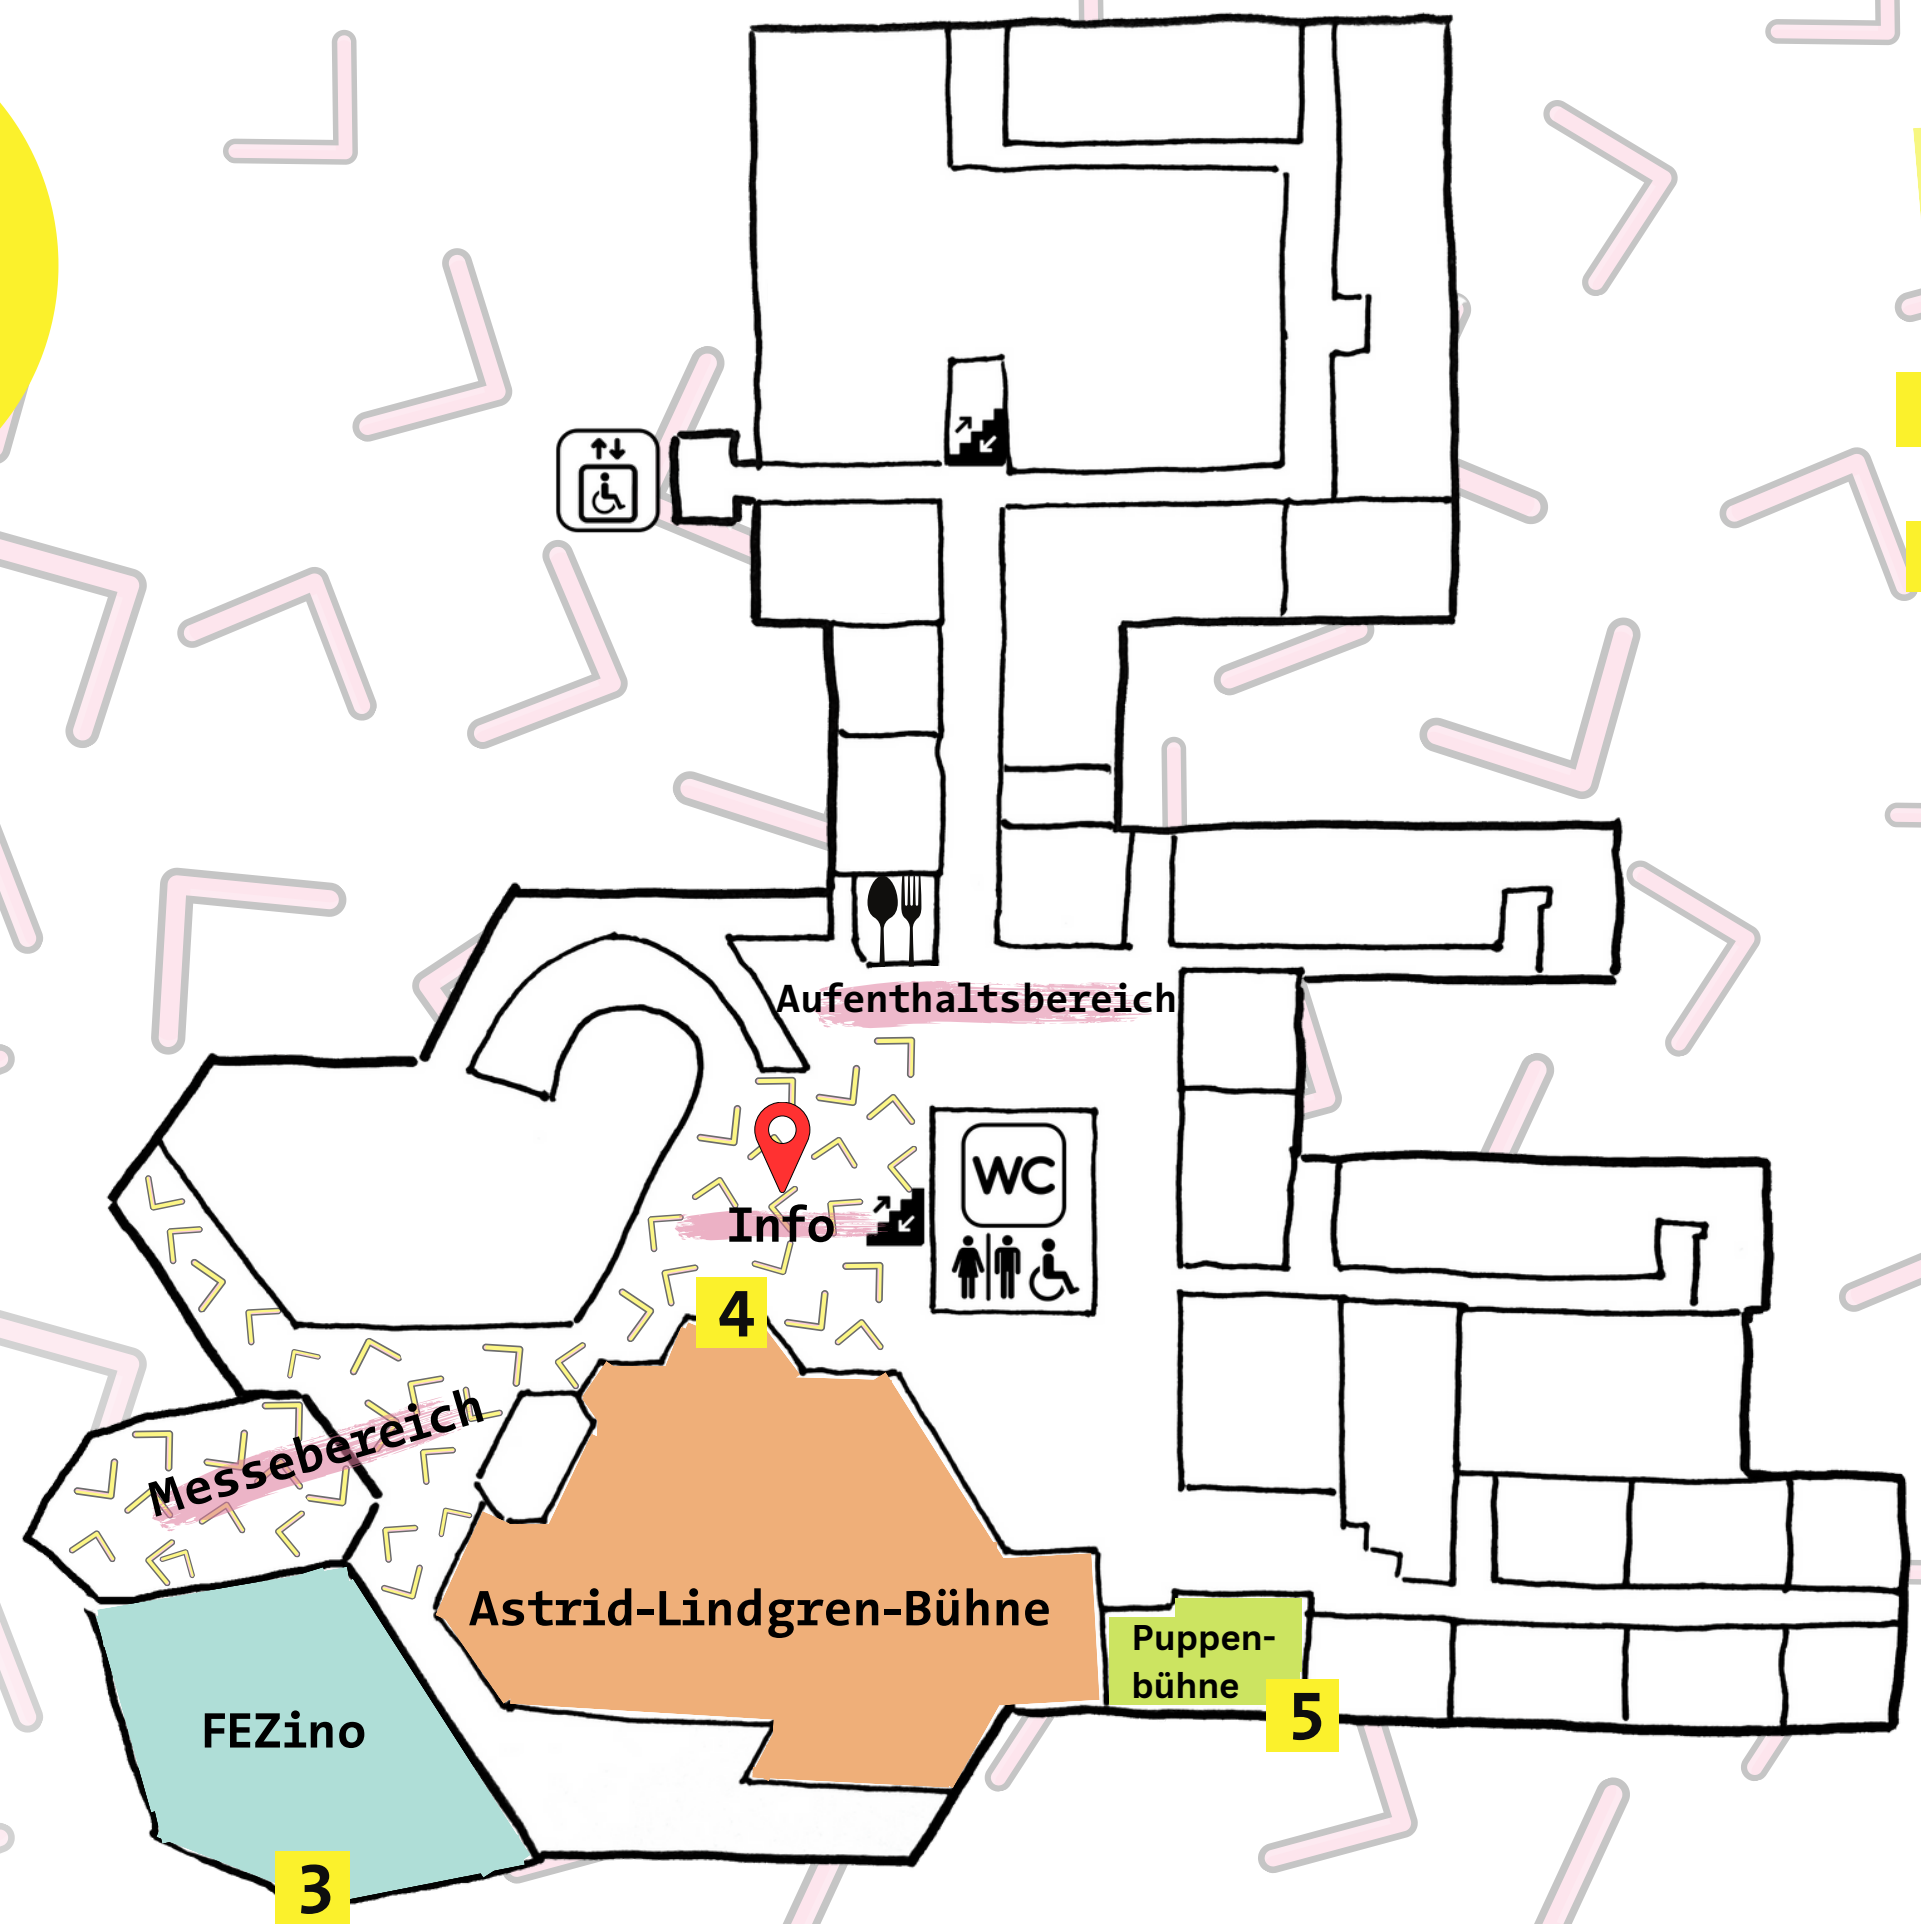 Aufenthaltsbereich
WC
Info
4
Messebereich
Astrid-Lindgren-Bühne
Puppen-
bühne
5
FEZino
3